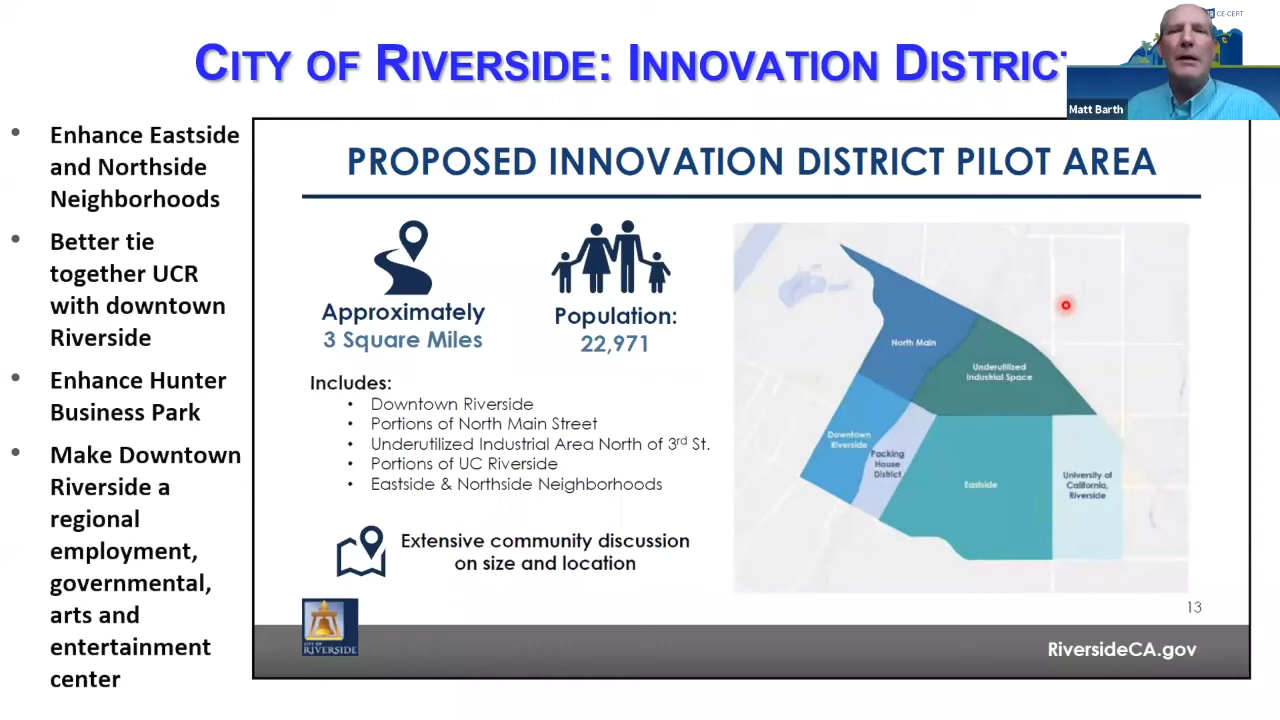 CITY OF RIVERSIDE: INNOVATION DISTRICT
CE-CERT
Matt Barth
• Enhance Eastside
and Northside
Neighborhoods
• Better tie
together UCR
with downtown
Riverside
• Enhance Hunter
Business Park
• Make Downtown
Riverside a
regional
employment,
governmental,
arts and
entertainment
center
PROPOSED INNOVATION DISTRICT PILOT AREA
Approximately
3 Square Miles
Population:
22,971
Includes:
• Downtown Riverside
• Portions of North Main Street
• Underutilized Industrial Area North of 3rd St.
• Portions of UC Riverside
• Eastside & Northside Neighborhoods
Extensive community discussion
on size and location
North Main
Underutilized
Industrial Space
Downtown
Riverside
Packing
House
District
Eastside
University of
California,
Riverside
13
CITY OF
RIVERSIDE
RiversideCA.gov